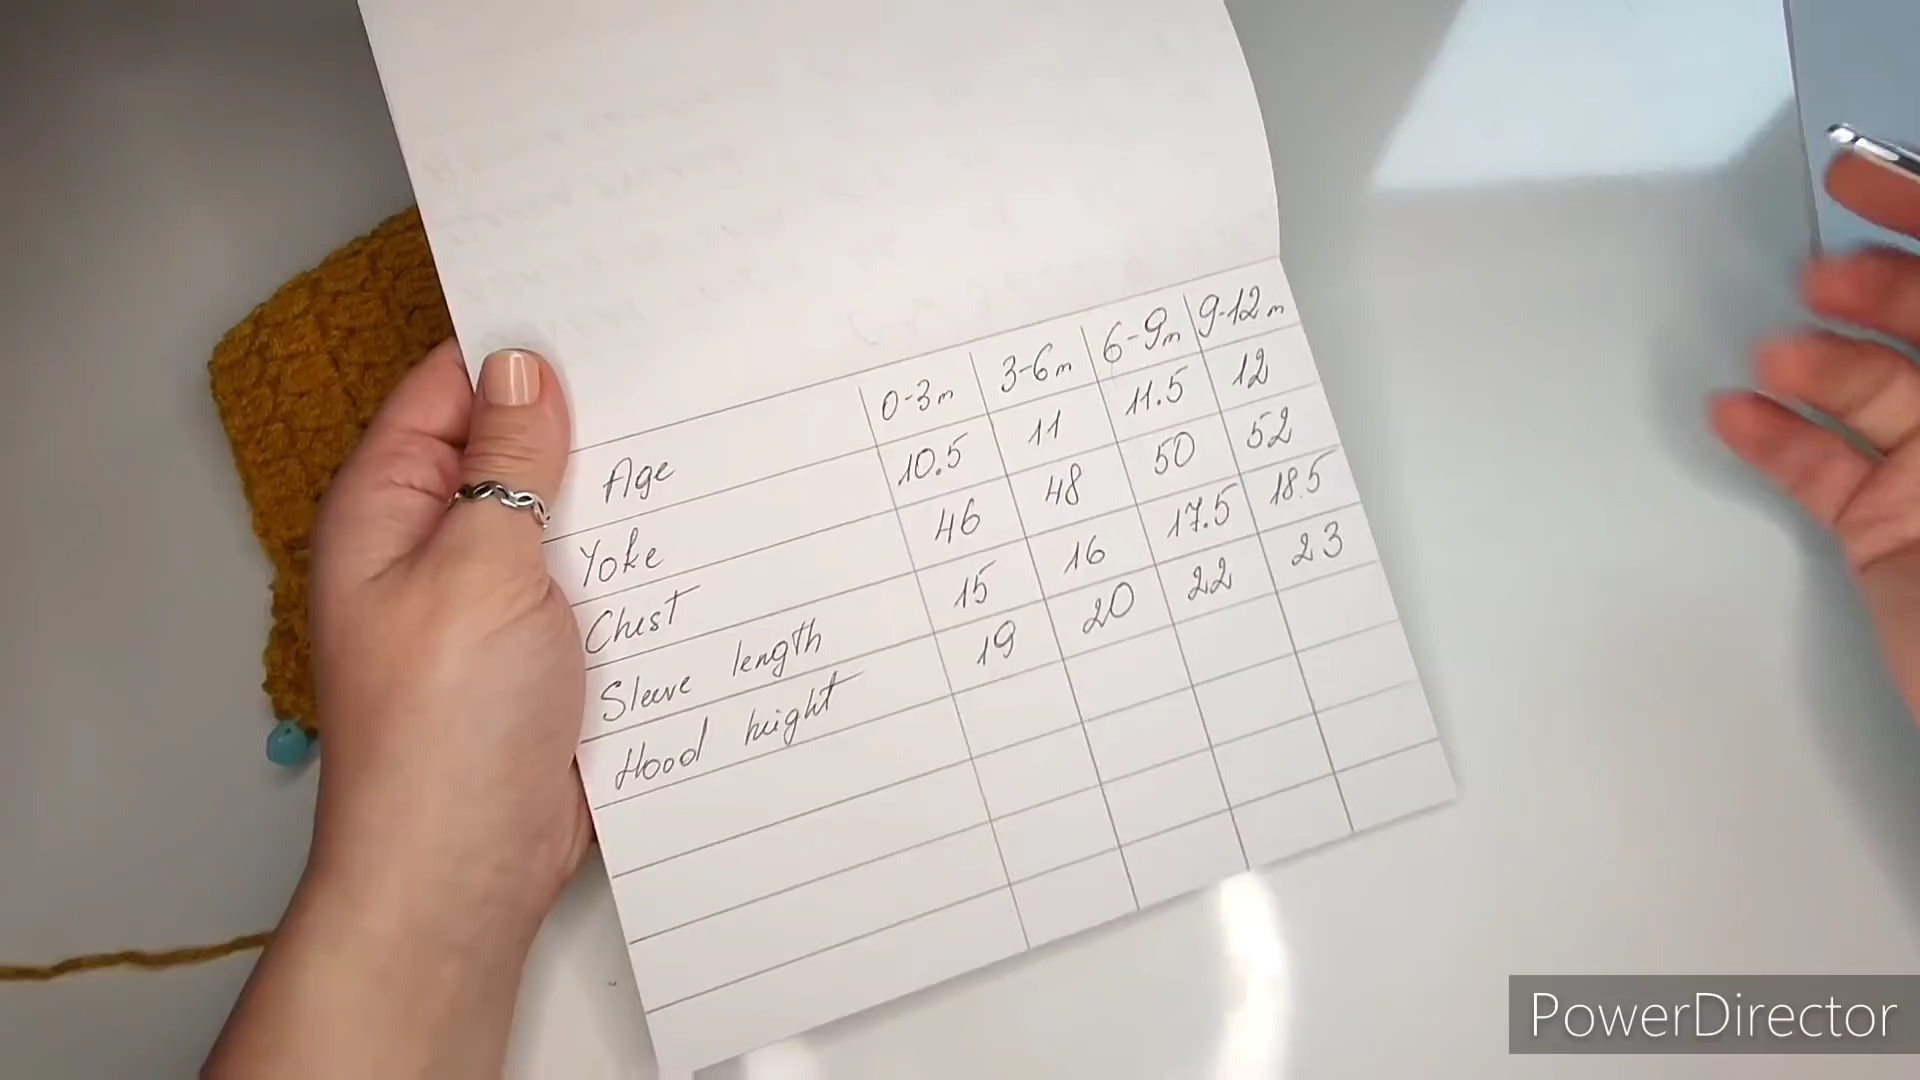 Age 0-3m 3-6m 6-9m 9-12m
Yoke 10.5 11 11.5 12
Chest 46 48 50 52
Sleeve length 15 16 17.5 18.5
Hood height 19 20 22 23
PowerDirector